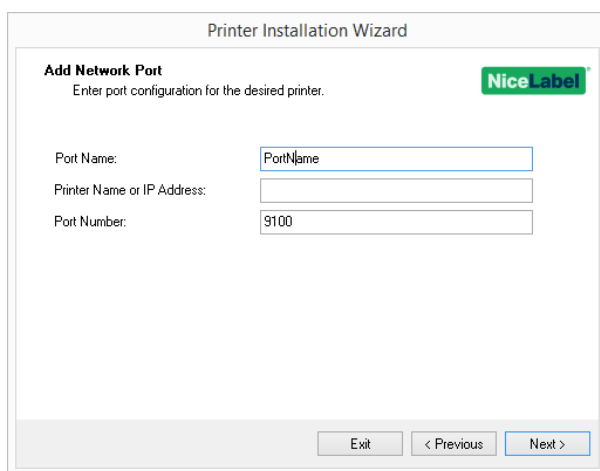 Printer Installation Wizard
Add Network Port
Enter port configuration for the desired printer.
NiceLabel®
Port Name:
PortName
Printer Name or IP Address:
Port Number:
9100
Exit
< Previous
Next >